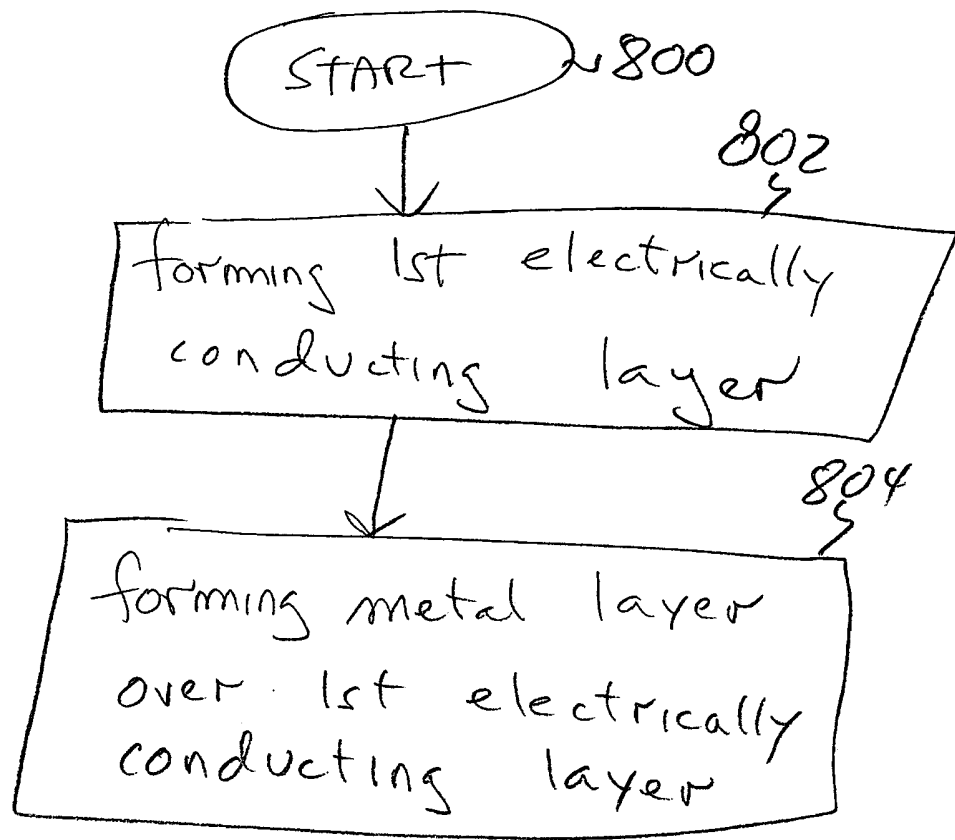 START 800
802
forming 1st electrically
conducting layer
804
forming metal layer
over 1st electrically
conducting layer